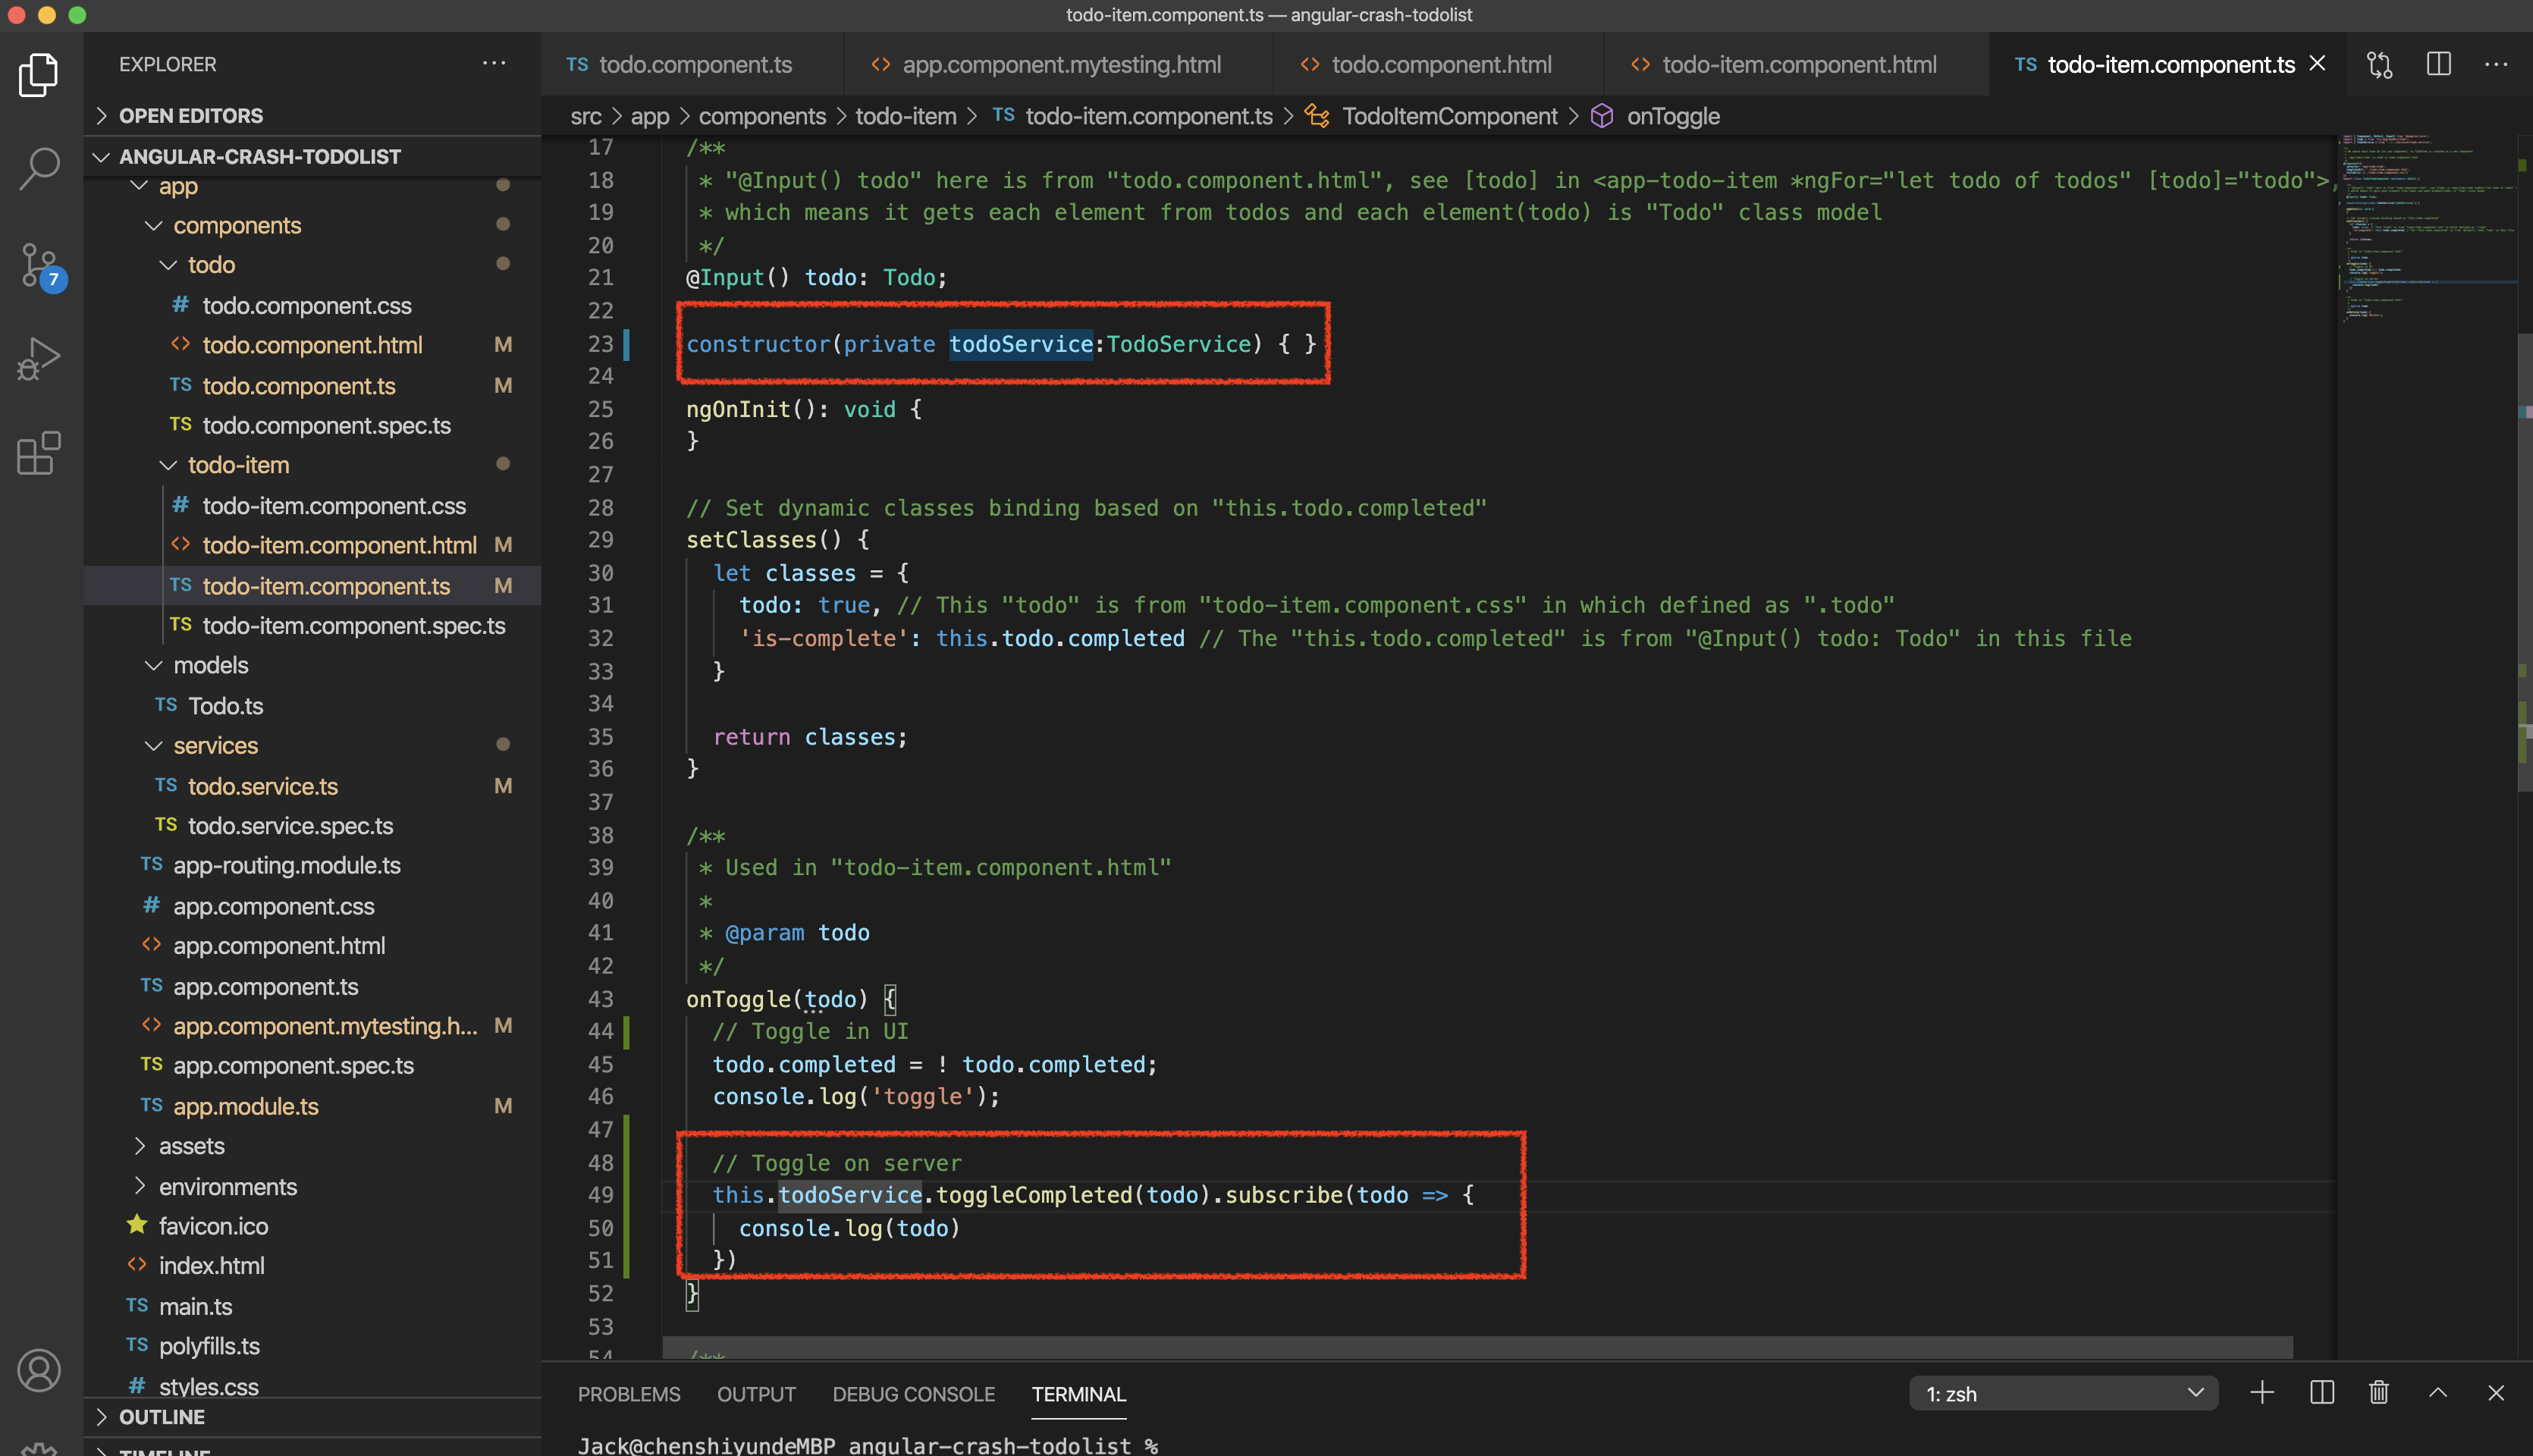 todo-item.component.ts — angular-crash-todolist
EXPLORER
OPEN EDITORS
ANGULAR-CRASH-TODOLIST
app
components
todo
# todo.component.css
<> todo.component.html M
TS todo.component.ts M
TS todo.component.spec.ts
todo-item
# todo-item.component.css
<> todo-item.component.html M
TS todo-item.component.ts M
TS todo-item.component.spec.ts
models
TS Todo.ts
services
TS todo.service.ts M
TS todo.service.spec.ts
TS app-routing.module.ts
# app.component.css
<> app.component.html
TS app.component.ts
<> app.component.mytesting.h... M
TS app.component.spec.ts
TS app.module.ts M
assets
environments
favicon.ico
<> index.html
TS main.ts
TS polyfills.ts
# styles.css
OUTLINE
TIMELINE
7
TS todo.component.ts
<> app.component.mytesting.html
<> todo.component.html
<> todo-item.component.html
TS todo-item.component.ts
src > app > components > todo-item > TS todo-item.component.ts > TodoItemComponent > onToggle
17 /**
18 * "@Input() todo" here is from "todo.component.html", see [todo] in <app-todo-item *ngFor="let todo of todos" [todo]="todo">,
19 * which means it gets each element from todos and each element(todo) is "Todo" class model
20 */
21 @Input() todo: Todo;
22
23 constructor(private todoService:TodoService) { }
24
25 ngOnInit(): void {
26 }
27
28 // Set dynamic classes binding based on "this.todo.completed"
29 setClasses() {
30 let classes = {
31 todo: true, // This "todo" is from "todo-item.component.css" in which defined as ".todo"
32 'is-complete': this.todo.completed // The "this.todo.completed" is from "@Input() todo: Todo" in this file
33 }
34
35 return classes;
36 }
37
38 /**
39 * Used in "todo-item.component.html"
40 *
41 * @param todo
42 */
43 onToggle(todo) {
44 // Toggle in UI
45 todo.completed = ! todo.completed;
46 console.log('toggle');
47
48 // Toggle on server
49 this.todoService.toggleCompleted(todo).subscribe(todo => {
50 console.log(todo)
51 })
52 }
53
54 /**
PROBLEMS OUTPUT DEBUG CONSOLE TERMINAL
1: zsh
Jack@chenshiyundeMBP angular-crash-todolist %